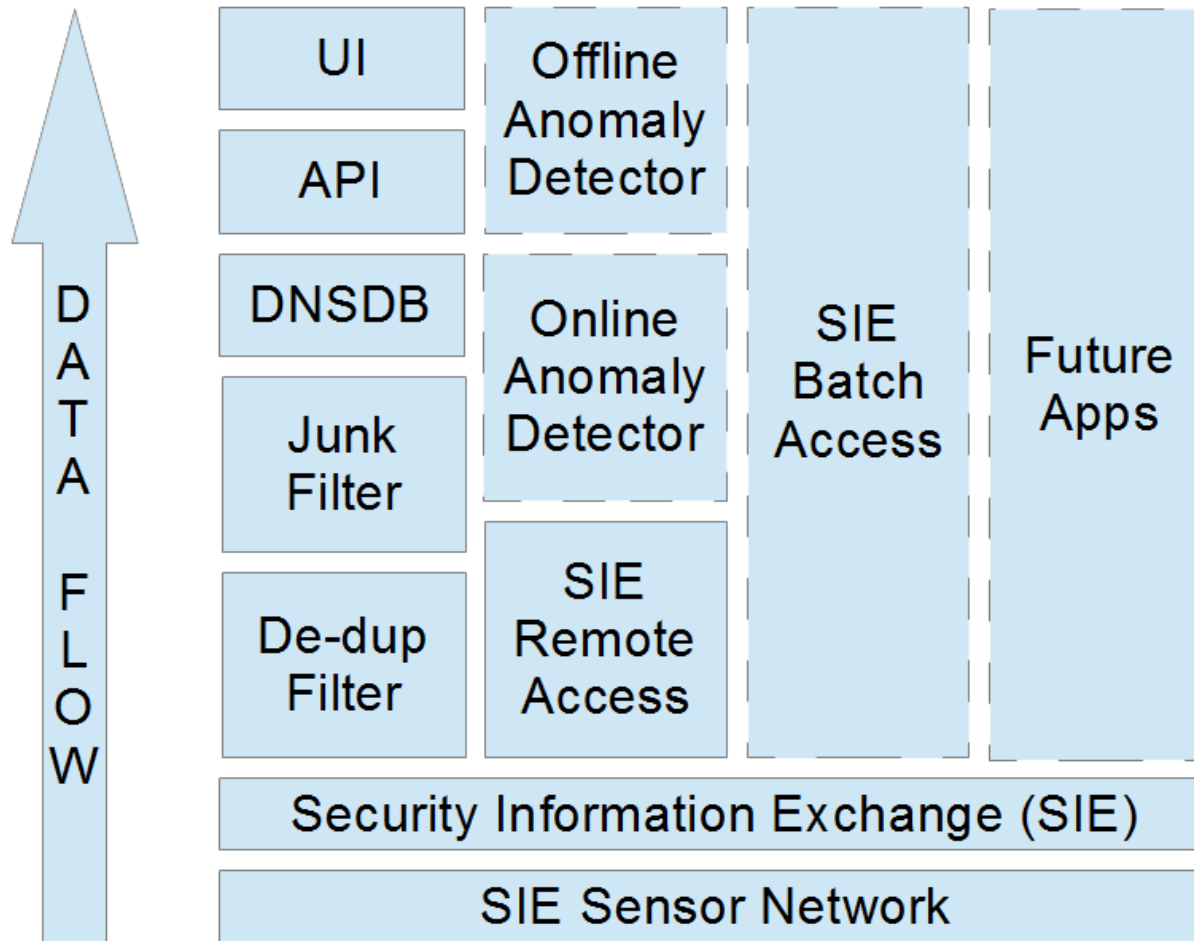 DATA FLOW
UI
API
DNSDB
Junk
Filter
De-dup
Filter
Offline
Anomaly
Detector
Online
Anomaly
Detector
SIE
Remote
Access
SIE
Batch
Access
Future
Apps
Security Information Exchange (SIE)
SIE Sensor Network